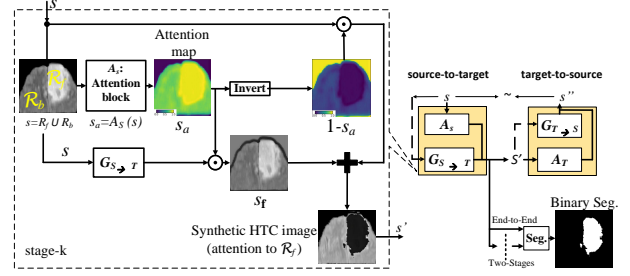 s
Attention
map
A_s:
Attention
block
R_f
R_b
s=R_f ∪ R_b
s_a=A_S(s)
s_a
Invert
1-s_a
s
G_S→T
s_f
Synthetic HTC image
(attention to R_f)
s'
stage-k
source-to-target
target-to-source
s
~
s''
A_s
G_S→T
S'
G_T→S
A_T
Binary Seg.
End-to-End
Seg.
Two-Stages